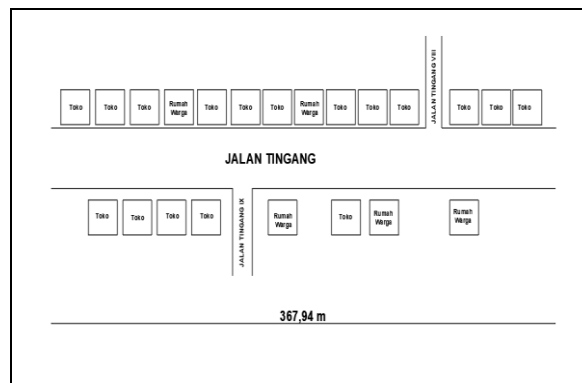 JALAN TINGANG VIII
Toko Toko Toko Rumah Warga Toko Toko Toko Rumah Warga Toko Toko Toko Toko Toko Toko
JALAN TINGANG
Toko Toko Toko Toko Rumah Warga Toko Rumah Warga Rumah Warga
JALAN TINGANG IX
367,94 m